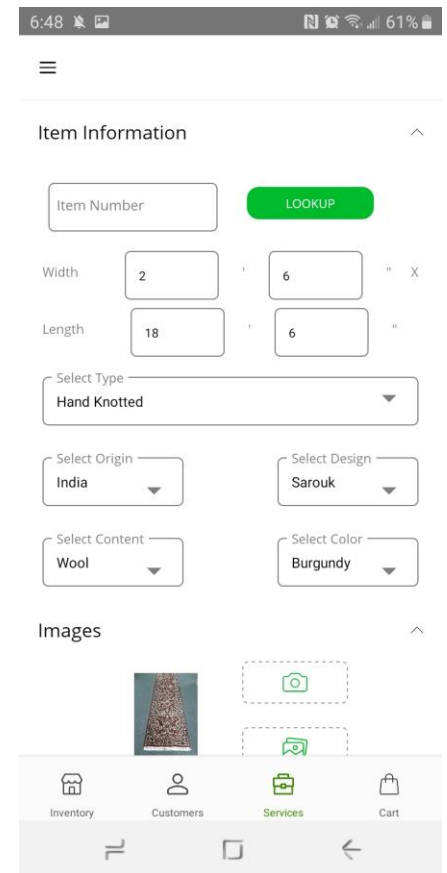 6:48 61%
Item Information
Item Number LOOKUP
Width 2 ' 6 " X
Length 18 ' 6 "
Select Type
Hand Knotted
Select Origin Select Design
India Sarouk
Select Content Select Color
Wool Burgundy
Images
Inventory Customers Services Cart